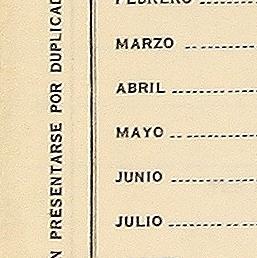 N PRESENTARSE POR DUPLICAD
FEBRERO
MARZO
ABRIL
MAYO
JUNIO
JULIO